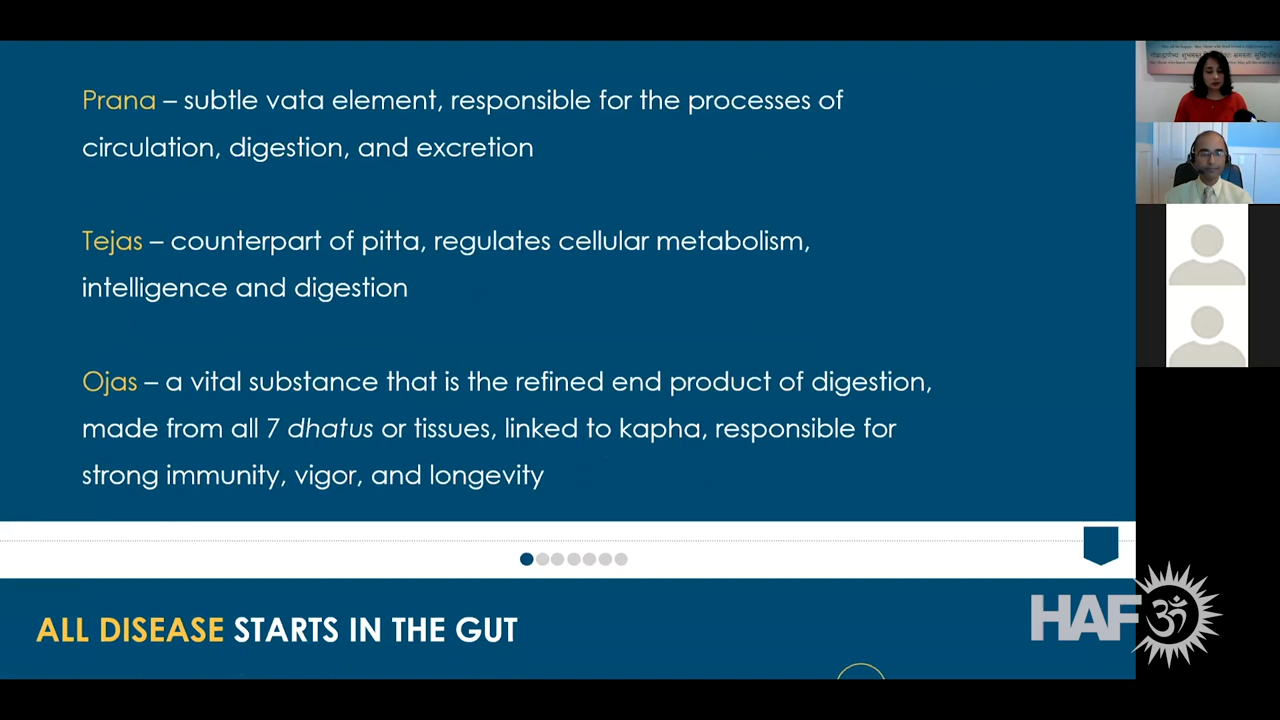 Prana – subtle vata element, responsible for the processes of
circulation, digestion, and excretion
Tejas – counterpart of pitta, regulates cellular metabolism,
intelligence and digestion
Ojas – a vital substance that is the refined end product of digestion,
made from all 7 dhatus or tissues, linked to kapha, responsible for
strong immunity, vigor, and longevity
ALL DISEASE STARTS IN THE GUT
HAF ॐ